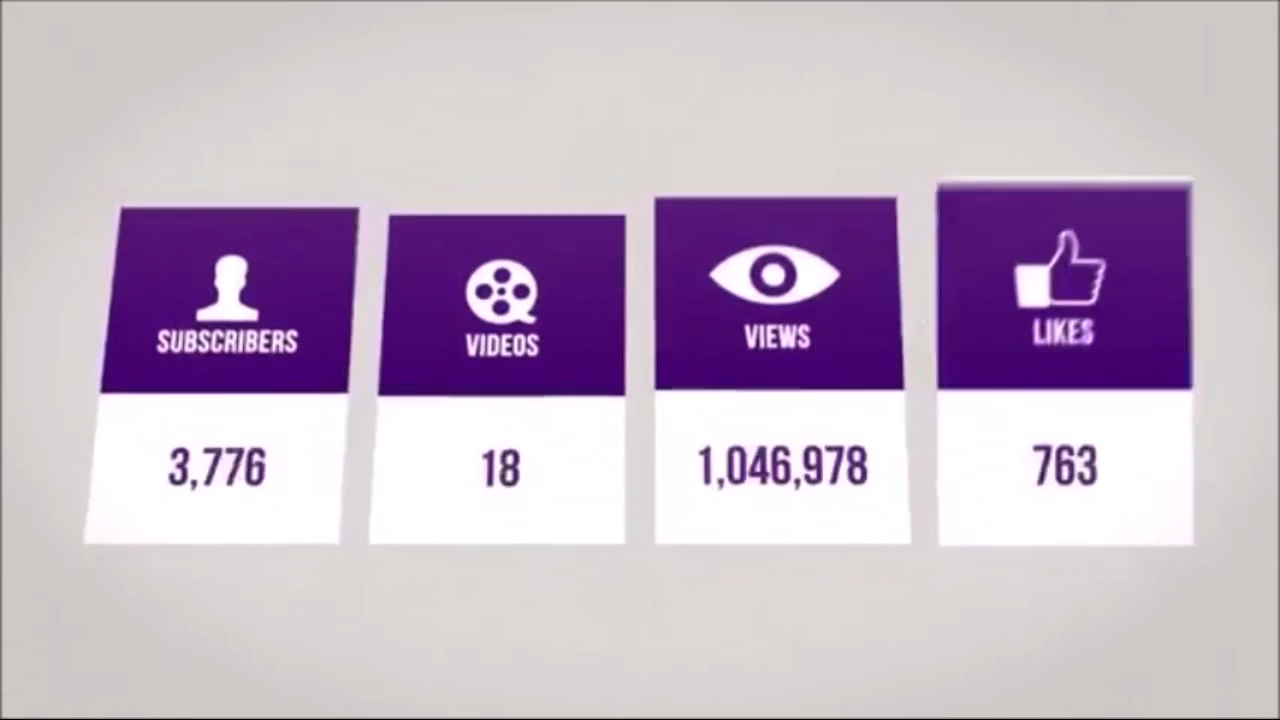 SUBSCRIBERS
3,776
VIDEOS
18
VIEWS
1,046,978
LIKES
763